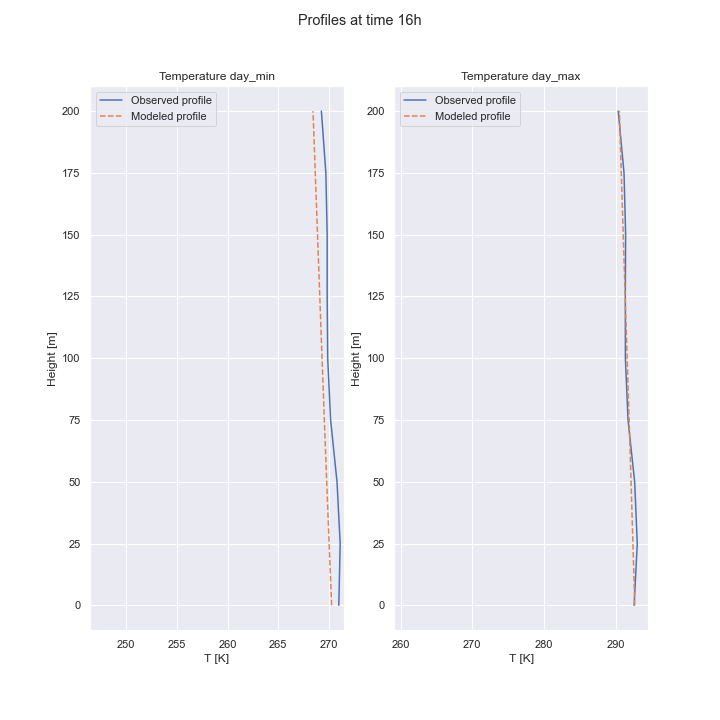 Profiles at time 16h
Temperature day_min
Temperature day_max
Observed profile
Modeled profile
Observed profile
Modeled profile
200
175
150
125
100
75
50
25
0
Height [m]
250 255 260 265 270
T [K]
200
175
150
125
100
75
50
25
0
Height [m]
260 270 280 290
T [K]